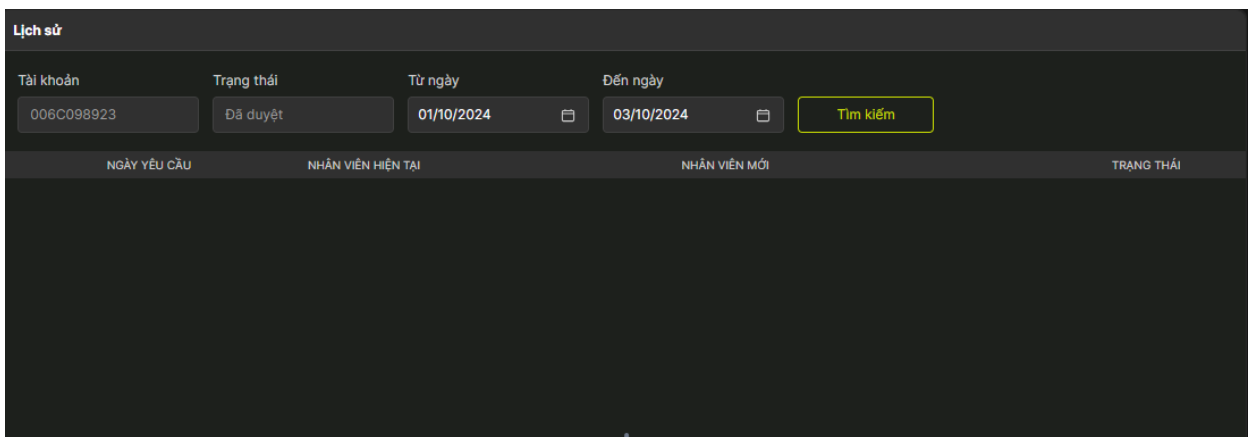 Lịch sử
Tài khoản Trạng thái Từ ngày Đến ngày
006C098923 Đã duyệt 01/10/2024 03/10/2024 Tìm kiếm
NGÀY YÊU CẦU NHÂN VIÊN HIỆN TẠI NHÂN VIÊN MỚI TRẠNG THÁI